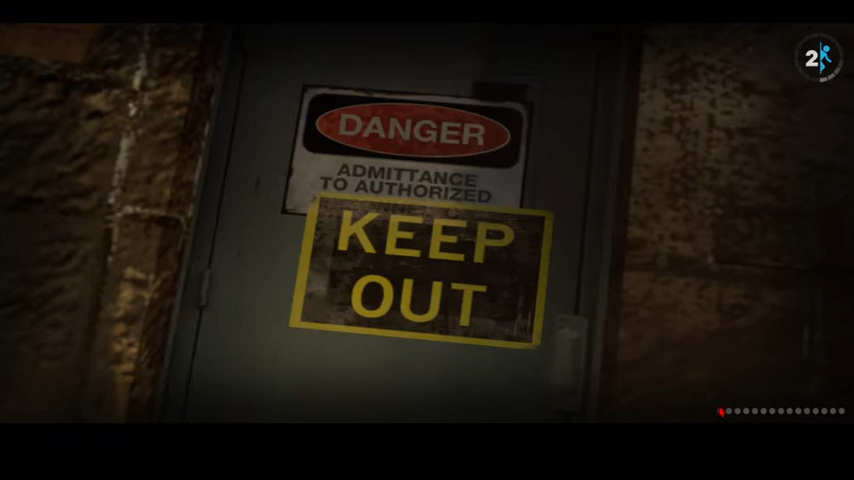 2
DANGER
ADMITTANCE
TO AUTHORIZED
KEEP
OUT